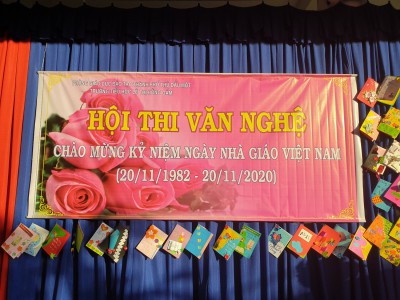 HỘI THI VĂN NGHỆ
CHÀO MỪNG KỶ NIỆM NGÀY NHÀ GIÁO VIỆT NAM
(20/11/1982 - 20/11/2020)